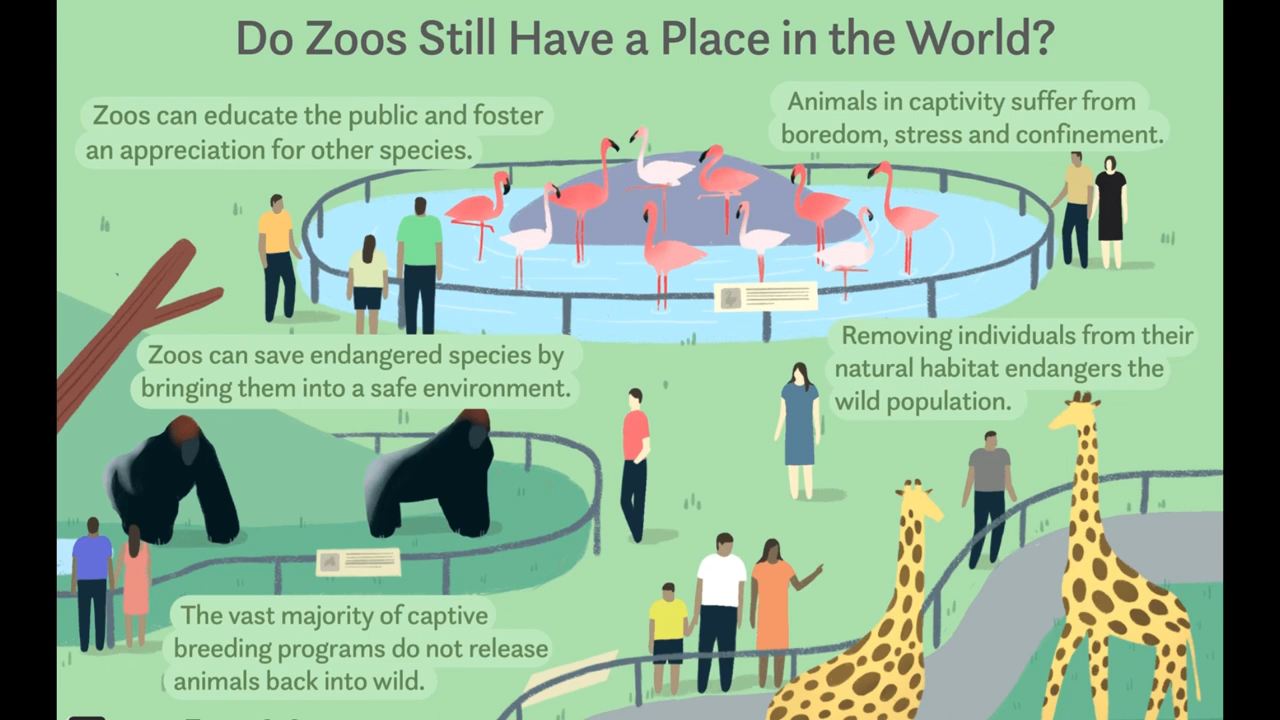 Do Zoos Still Have a Place in the World?
Zoos can educate the public and foster
an appreciation for other species.
Animals in captivity suffer from
boredom, stress and confinement.
Zoos can save endangered species by
bringing them into a safe environment.
Removing individuals from their
natural habitat endangers the
wild population.
The vast majority of captive
breeding programs do not release
animals back into wild.